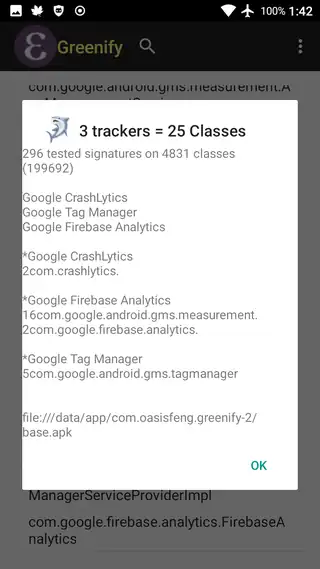 100% 1:42
Greenify
com.google.android.gms.measurement.A
3 trackers = 25 Classes
296 tested signatures on 4831 classes
(199692)
Google CrashLytics
Google Tag Manager
Google Firebase Analytics
*Google CrashLytics
2com.crashlytics.
*Google Firebase Analytics
16com.google.android.gms.measurement.
2com.google.firebase.analytics.
*Google Tag Manager
5com.google.android.gms.tagmanager
file:///data/app/com.oasisfeng.greenify-2/
base.apk
OK
ManagerServiceProviderImpl
com.google.firebase.analytics.FirebaseA
nalytics